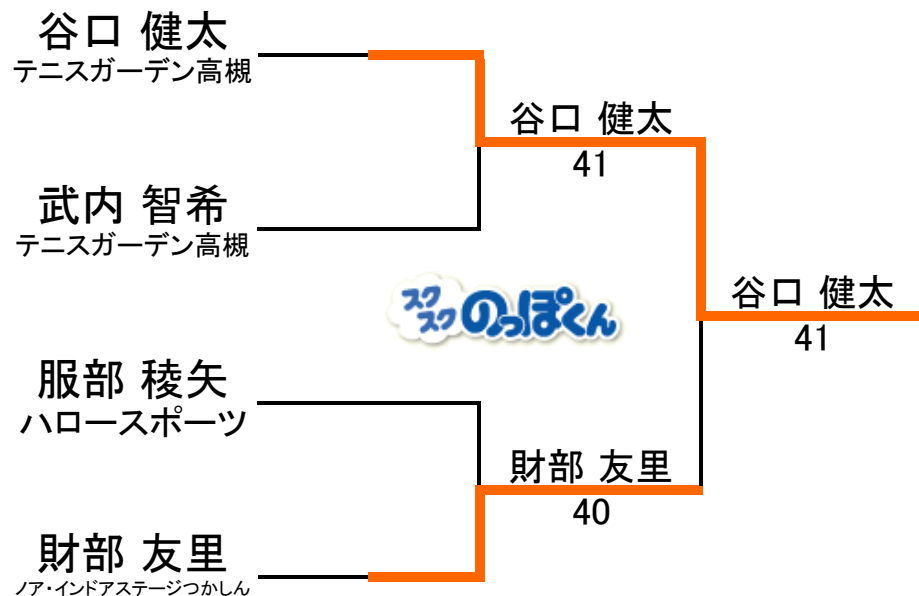 谷口 健太
テニスガーデン高槻
谷口 健太
41
武内 智希
テニスガーデン高槻
スクスク のっぽくん
谷口 健太
41
服部 稜矢
ハロースポーツ
財部 友里
40
財部 友里
ノア・インドアステージつかしん